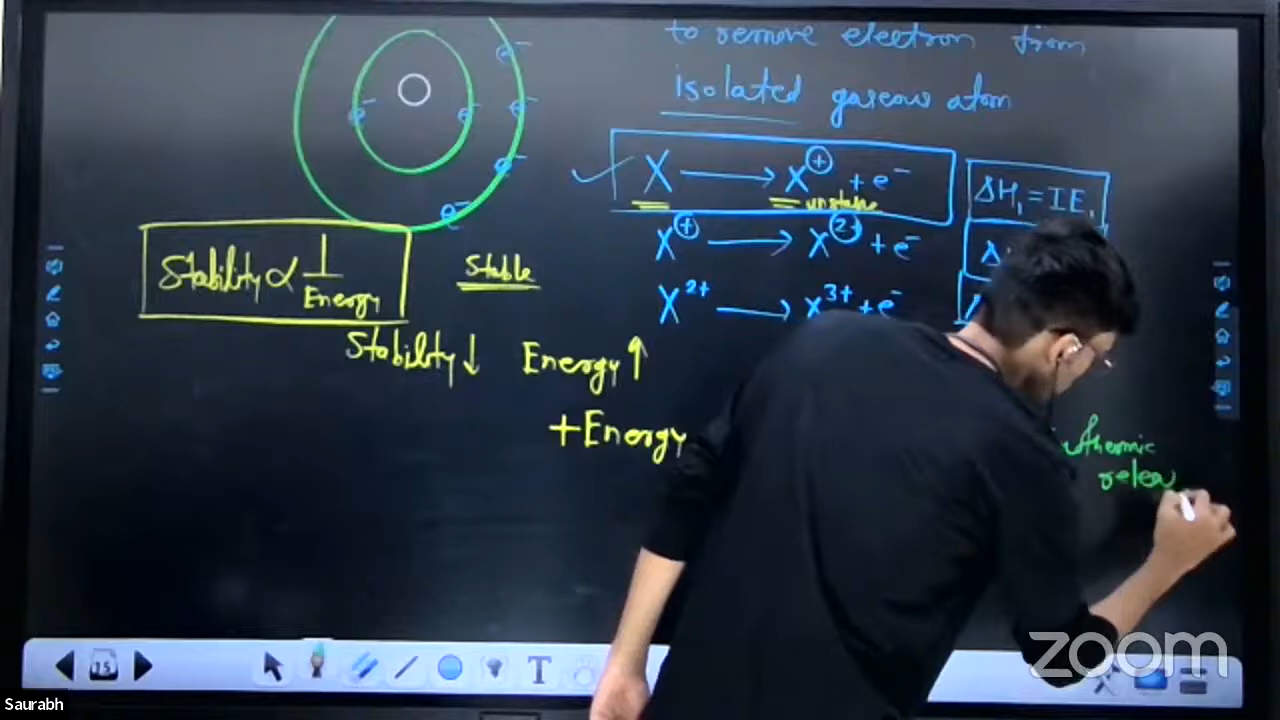 to remove electron from
isolated gaseous atom
e⁻
e⁻
e⁻ e⁻
e⁻
e⁻
X → X⊕ + e⁻
unstable
ΔH₁ = IE₁
X⊕ → X²⁺ + e⁻
Stability ∝ 1/Energy
Stable
X²⁺ → X³⁺ + e⁻
Stability↓ Energy↑
+Energy
releas
15
T
zoom
Saurabh